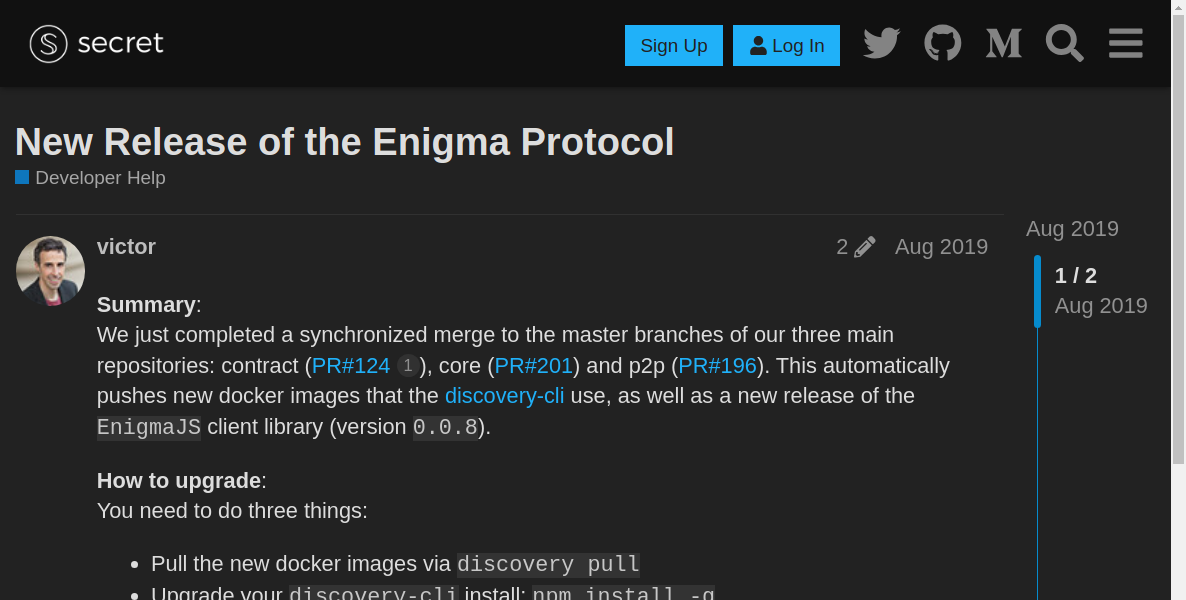 secret
Sign Up
Log In
New Release of the Enigma Protocol
Developer Help
victor
2
Aug 2019
Aug 2019
1 / 2
Aug 2019
Summary:
We just completed a synchronized merge to the master branches of our three main
repositories: contract (PR#124 1), core (PR#201) and p2p (PR#196). This automatically
pushes new docker images that the discovery-cli use, as well as a new release of the
EnigmaJS client library (version 0.0.8).
How to upgrade:
You need to do three things:
• Pull the new docker images via discovery pull
• Upgrade your discovery-cli install: npm install -g